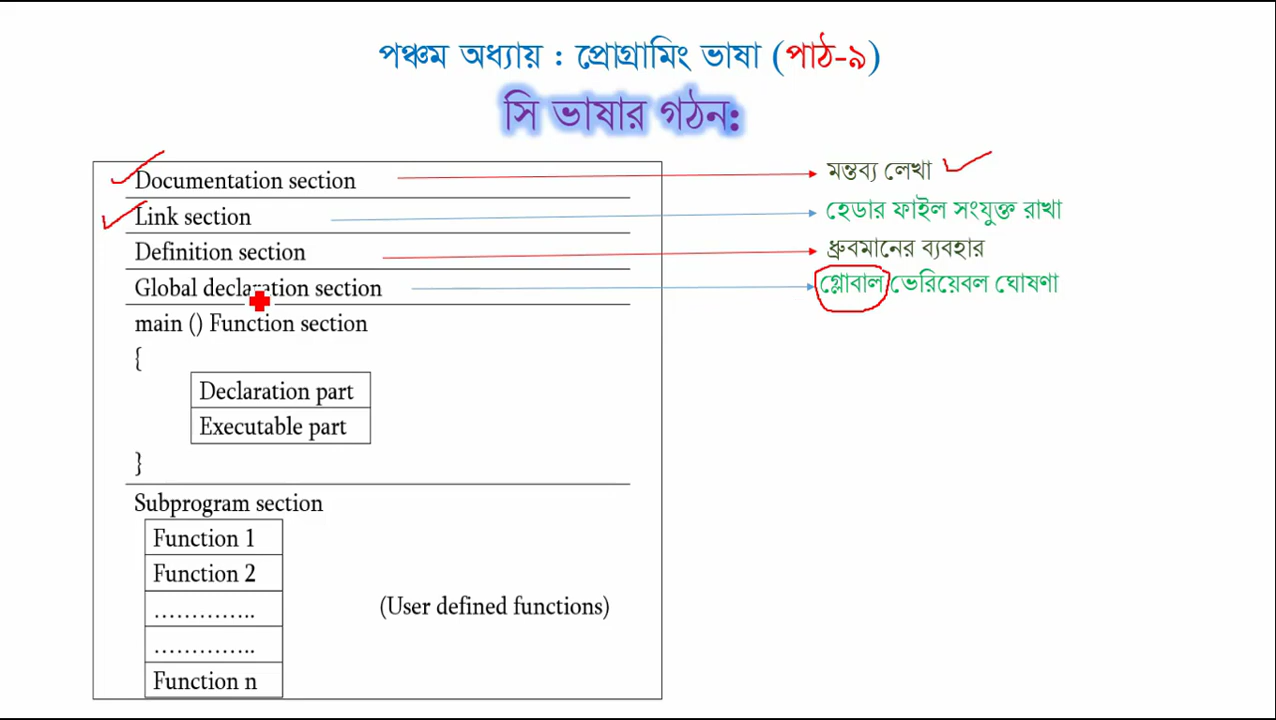 পঞ্চম অধ্যায় : প্রোগ্রামিং ভাষা (পাঠ-৯)
সি ভাষার গঠন:
Documentation section মন্তব্য লেখা
Link section হেডার ফাইল সংযুক্ত রাখা
Definition section ধ্রুবমানের ব্যবহার
Global declaration section গ্লোবাল ভেরিয়েবল ঘোষণা
main () Function section
{
Declaration part
Executable part
}
Subprogram section
Function 1
Function 2
…………..
(User defined functions)
…………..
Function n